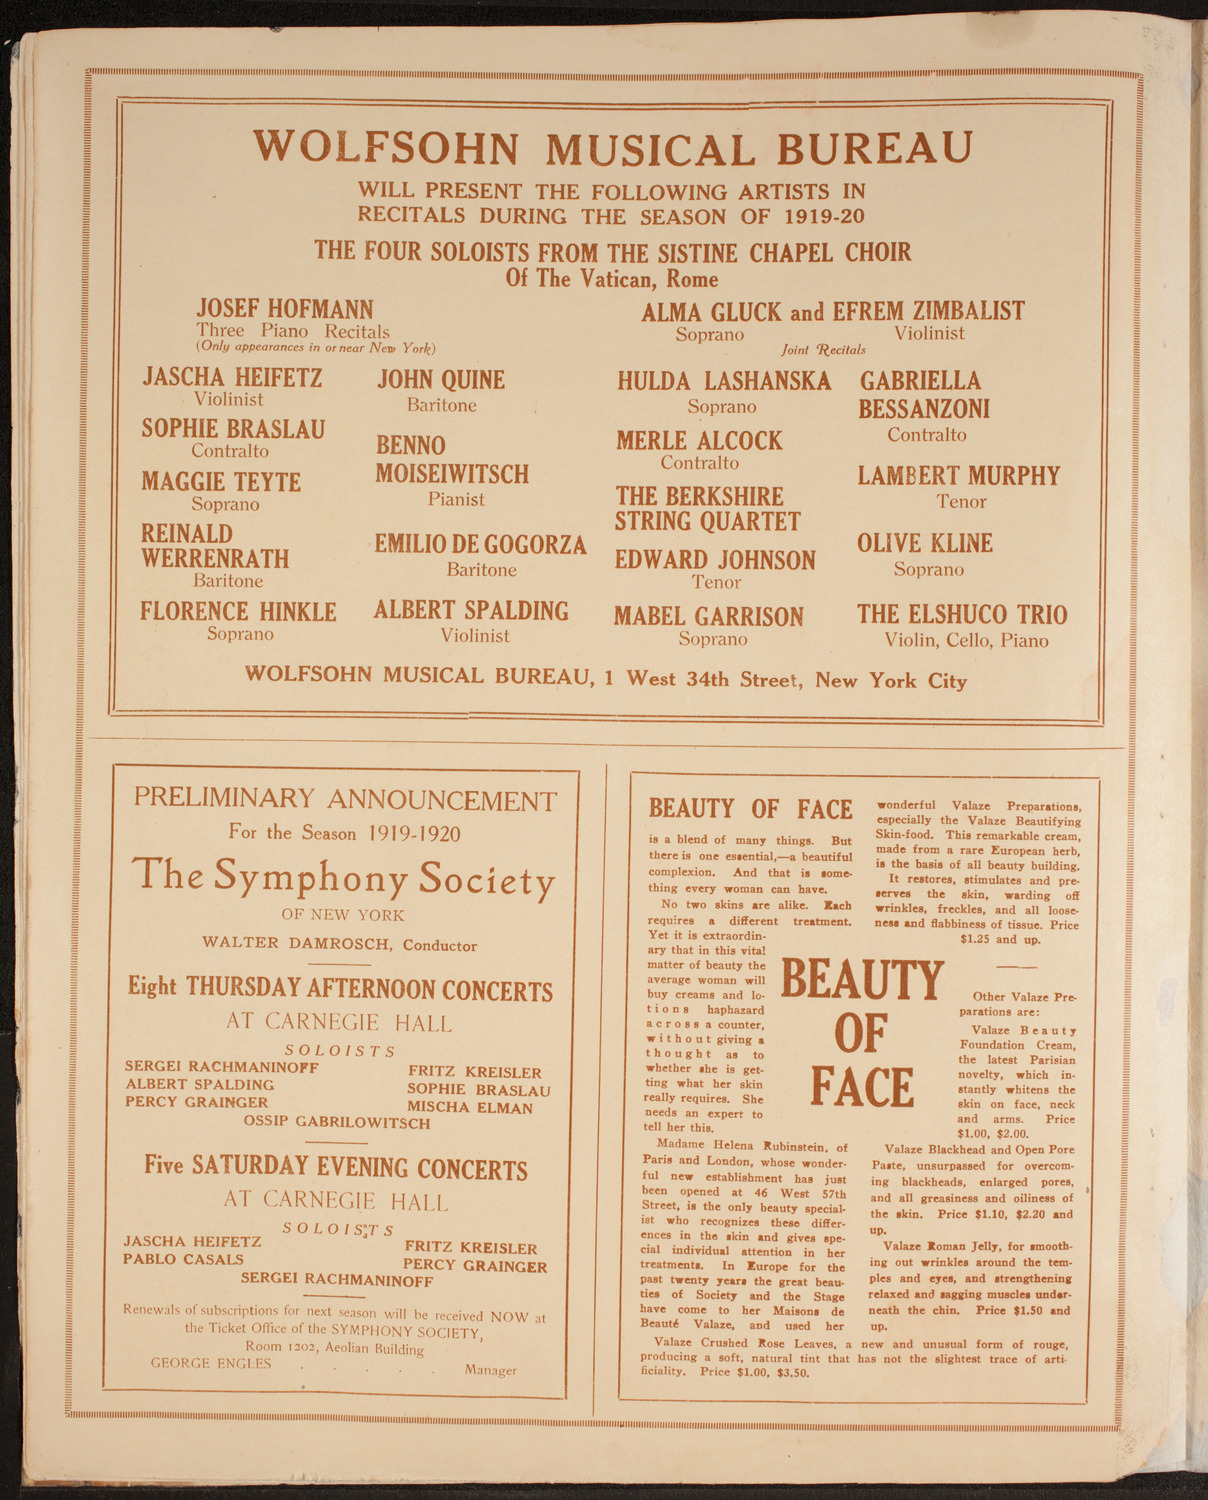 WOLFSOHN MUSICAL BUREAU
WILL PRESENT THE FOLLOWING ARTISTS IN
RECITALS DURING THE SEASON OF 1919-20
THE FOUR SOLOISTS FROM THE SISTINE CHAPEL CHOIR
Of The Vatican, Rome
JOSEF HOFMANN
Three Piano Recitals
(Only appearances in or near New York)
ALMA GLUCK and EFREM ZIMBALIST
Soprano Violinist
Joint Recitals
JASCHA HEIFETZ
Violinist
SOPHIE BRASLAU
Contralto
MAGGIE TEYTE
Soprano
REINALD
WERRENRATH
Baritone
FLORENCE HINKLE
Soprano
JOHN QUINE
Baritone
BENNO
MOISEIWITSCH
Pianist
EMILIO DE GOGORZA
Baritone
ALBERT SPALDING
Violinist
HULDA LASHANSKA
Soprano
MERLE ALCOCK
Contralto
THE BERKSHIRE
STRING QUARTET
EDWARD JOHNSON
Tenor
MABEL GARRISON
Soprano
GABRIELLA
BESSANZONI
Contralto
LAMBERT MURPHY
Tenor
OLIVE KLINE
Soprano
THE ELSHUCO TRIO
Violin, Cello, Piano
WOLFSOHN MUSICAL BUREAU, 1 West 34th Street, New York City
PRELIMINARY ANNOUNCEMENT
For the Season 1919-1920
The Symphony Society
OF NEW YORK
WALTER DAMROSCH, Conductor
Eight THURSDAY AFTERNOON CONCERTS
AT CARNEGIE HALL
SOLOISTS
SERGEI RACHMANINOFF FRITZ KREISLER
ALBERT SPALDING SOPHIE BRASLAU
PERCY GRAINGER MISCHA ELMAN
OSSIP GABRILOWITSCH
Five SATURDAY EVENING CONCERTS
AT CARNEGIE HALL
SOLOISTS
JASCHA HEIFETZ FRITZ KREISLER
PABLO CASALS PERCY GRAINGER
SERGEI RACHMANINOFF
Renewals of subscriptions for next season will be received NOW at
the Ticket Office of the SYMPHONY SOCIETY,
Room 1202, Aeolian Building
GEORGE ENGLES . . . . Manager
BEAUTY OF FACE
is a blend of many things. But
there is one essential,—a beautiful
complexion. And that is some-
thing every woman can have.
No two skins are alike. Each
requires a different treatment.
Yet it is extraordin-
ary that in this vital
matter of beauty the
average woman will
buy creams and lo-
tions haphazard
across a counter,
without giving a
thought as to
whether she is get-
ting what her skin
really requires. She
needs an expert to
tell her this.
Madame Helena Rubinstein, of
Paris and London, whose wonder-
ful new establishment has just
been opened at 46 West 57th
Street, is the only beauty special-
ist who recognizes these differ-
ences in the skin and gives spe-
cial individual attention in her
treatments. In Europe for the
past twenty years the great beau-
ties of Society and the Stage
have come to her Maisons de
Beauté Valaze, and used her
wonderful Valaze Preparations,
especially the Valaze Beautifying
Skin-food. This remarkable cream,
made from a rare European herb,
is the basis of all beauty building.
It restores, stimulates and pre-
serves the skin, warding off
wrinkles, freckles, and all loose-
ness and flabbiness of tissue. Price
$1.25 and up.
BEAUTY
OF
FACE
Other Valaze Pre-
parations are:
Valaze Beauty
Foundation Cream,
the latest Parisian
novelty, which in-
stantly whitens the
skin on face, neck
and arms. Price
$1.00, $2.00.
Valaze Blackhead and Open Pore
Paste, unsurpassed for overcom-
ing blackheads, enlarged pores,
and all greasiness and oiliness of
the skin. Price $1.10, $2.20 and
up.
Valaze Roman Jelly, for smooth-
ing out wrinkles around the tem-
ples and eyes, and strengthening
relaxed and sagging muscles under-
neath the chin. Price $1.50 and
up.
Valaze Crushed Rose Leaves, a new and unusual form of rouge,
producing a soft, natural tint that has not the slightest trace of arti-
ficiality. Price $1.00, $3.50.